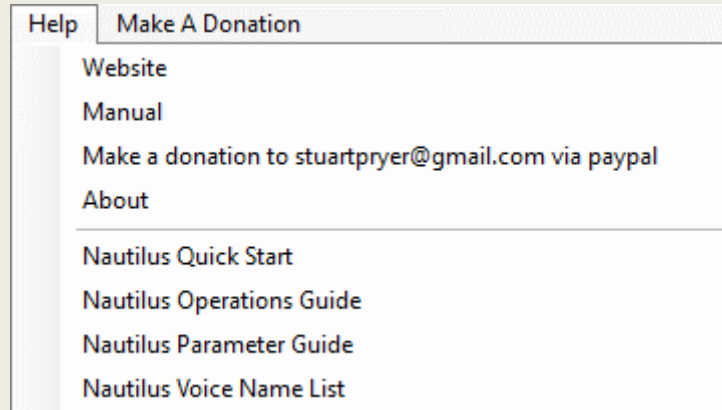 Help Make A Donation
Website
Manual
Make a donation to stuartpryer@gmail.com via paypal
About
Nautilus Quick Start
Nautilus Operations Guide
Nautilus Parameter Guide
Nautilus Voice Name List